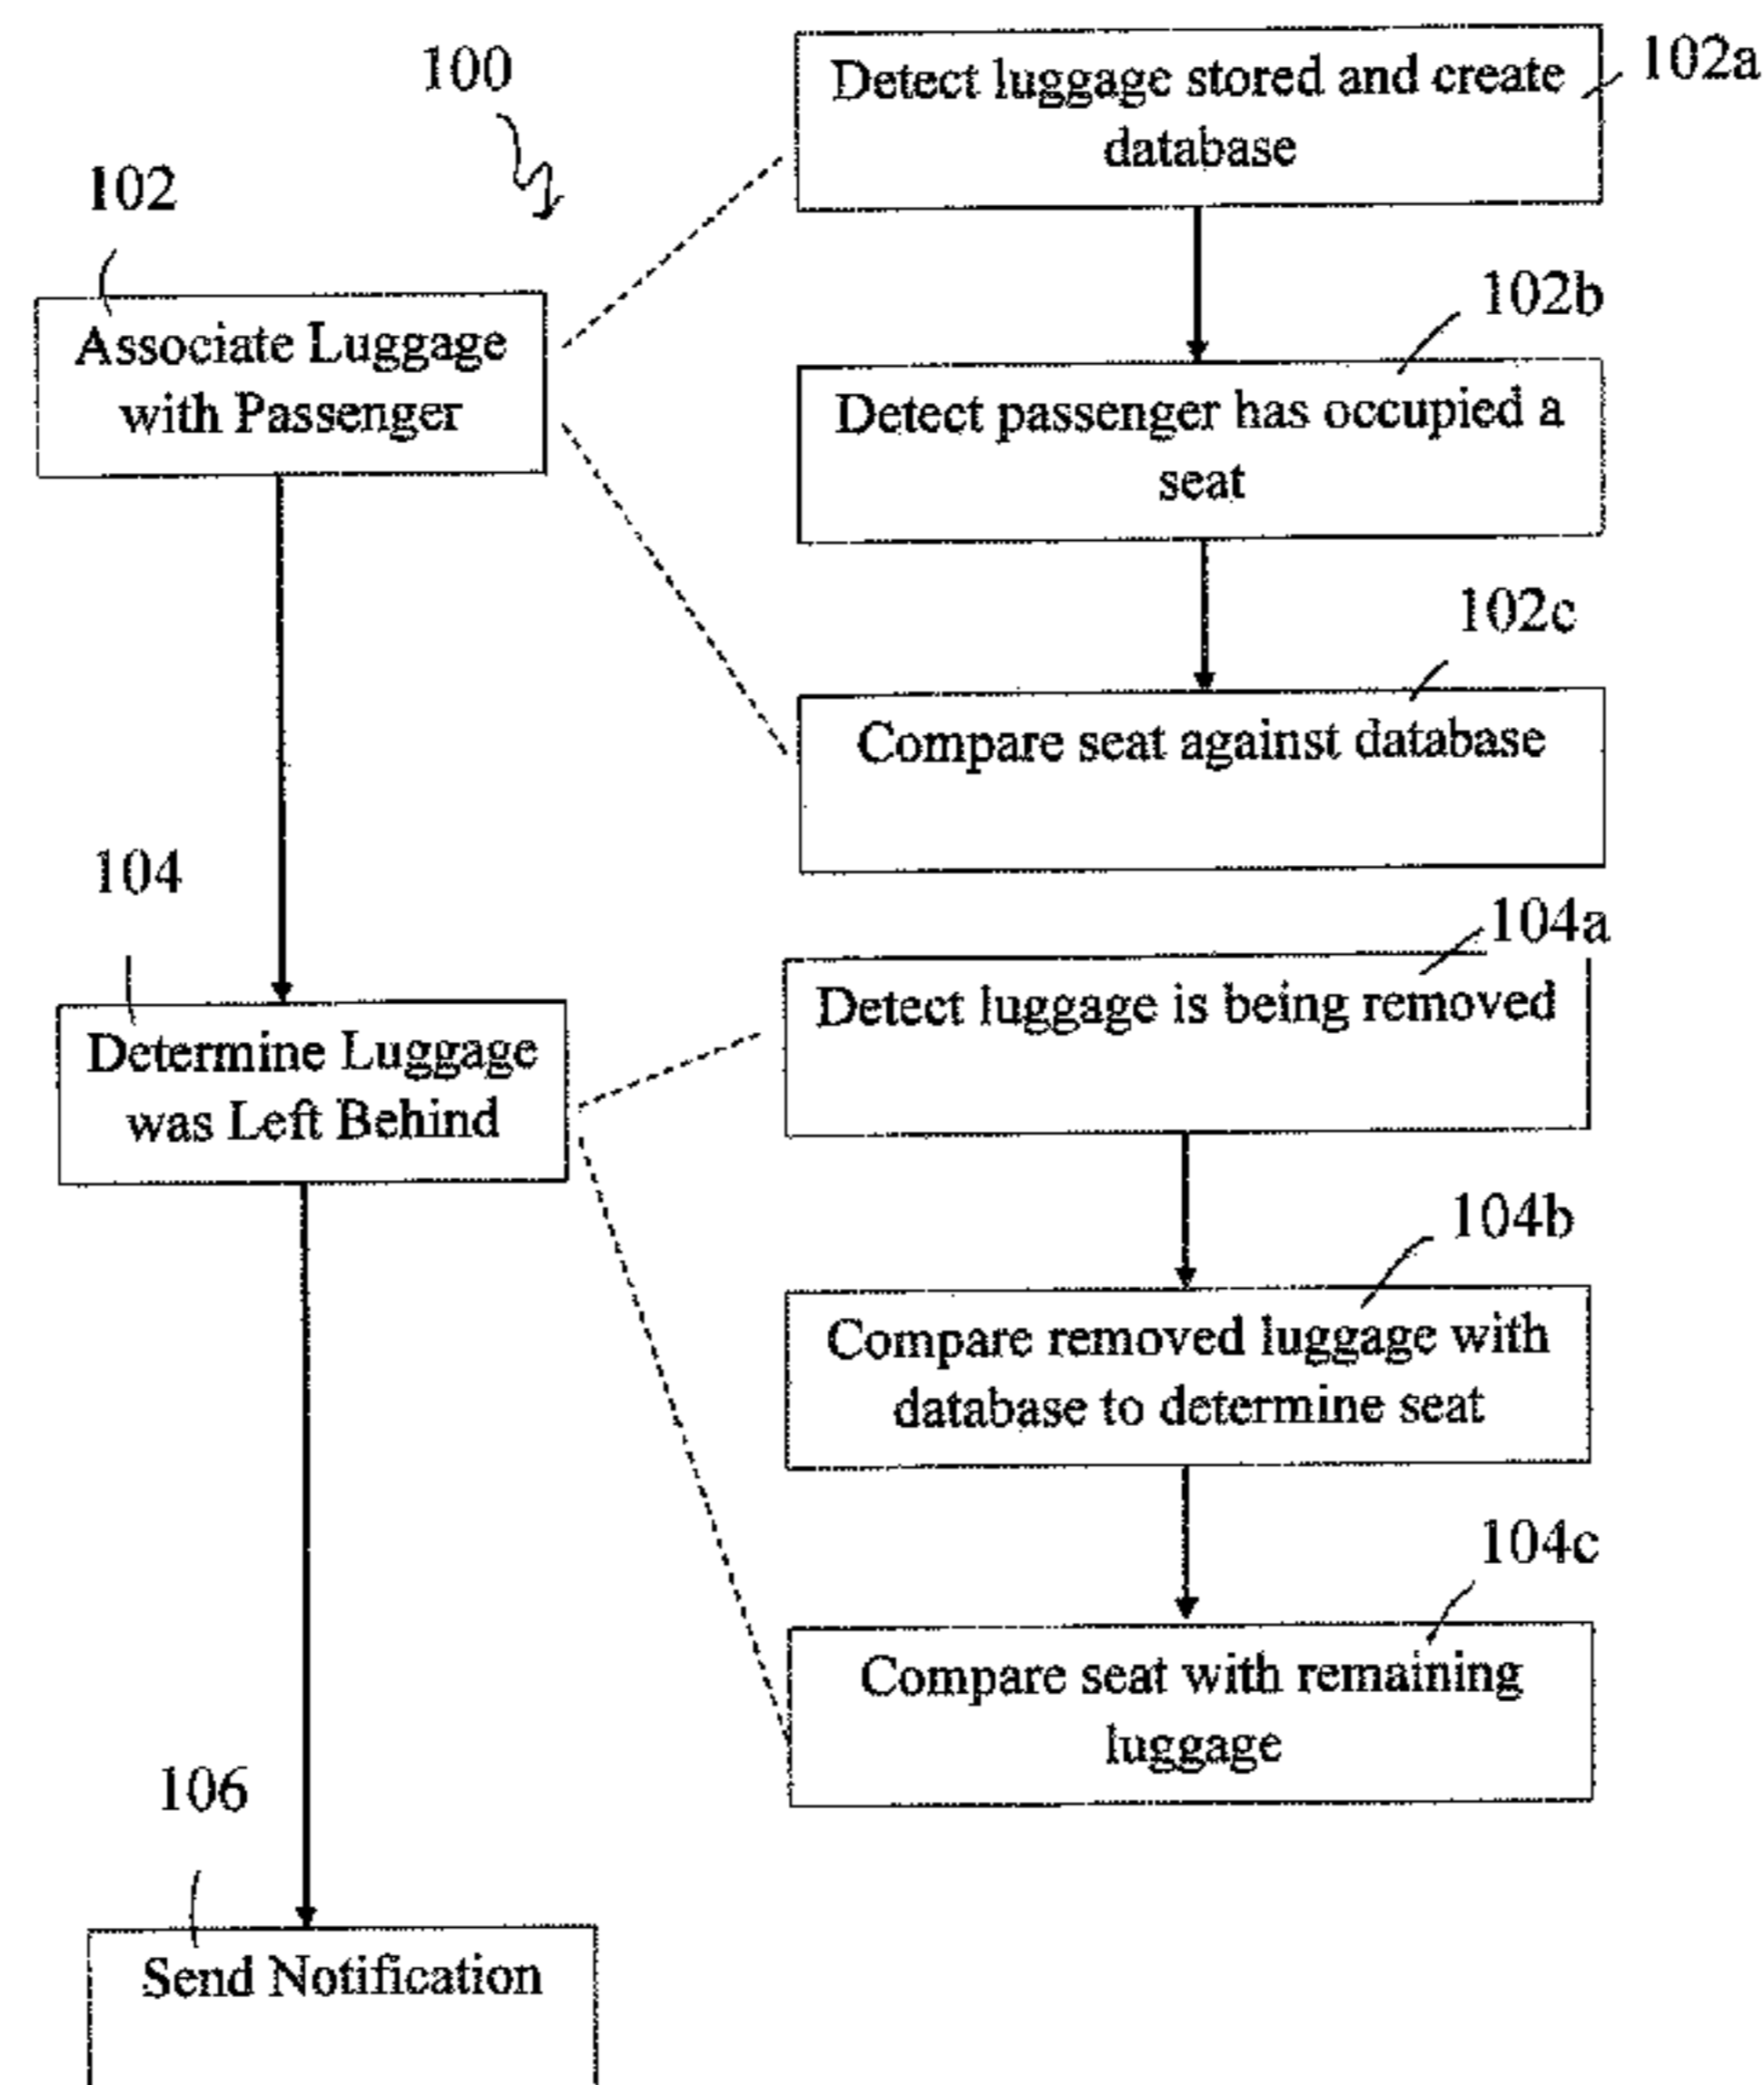 100
102a
Detect luggage stored and create
database
102
Associate Luggage
with Passenger
102b
Detect passenger has occupied a
seat
102c
Compare seat against database
104
Determine Luggage
was Left Behind
104a
Detect luggage is being removed
104b
Compare removed luggage with
database to determine seat
104c
Compare seat with remaining
luggage
106
Send Notification